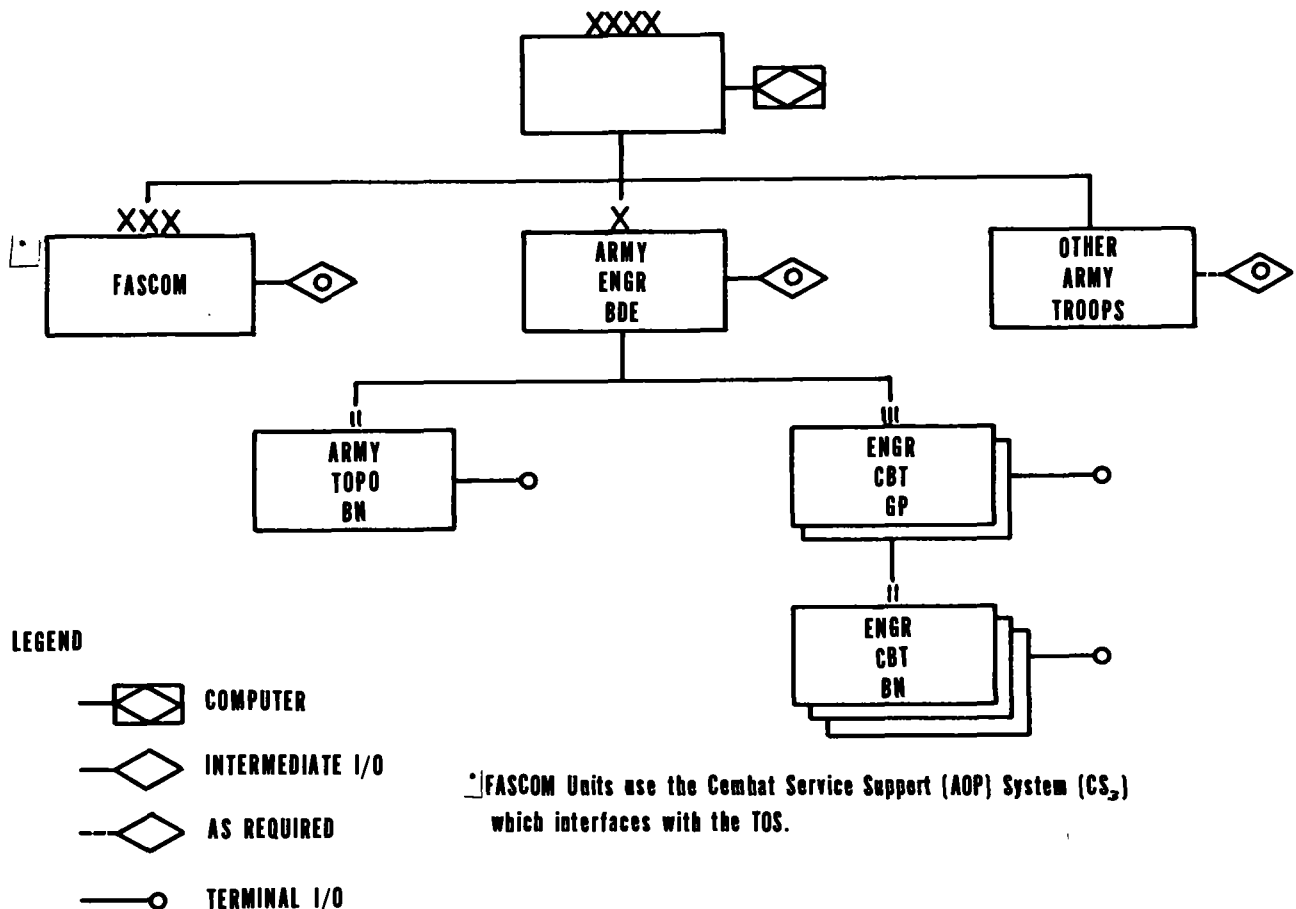 XXXX
XXX
FASCOM
X
ARMY
ENGR
BDE
OTHER
ARMY
TROOPS
II
ARMY
TOPO
BN
III
ENGR
CBT
GP
II
ENGR
CBT
BN
LEGEND
COMPUTER
INTERMEDIATE I/O
AS REQUIRED
TERMINAL I/O
*FASCOM Units use the Combat Service Support (AOP) System (CS₃)
which interfaces with the TOS.